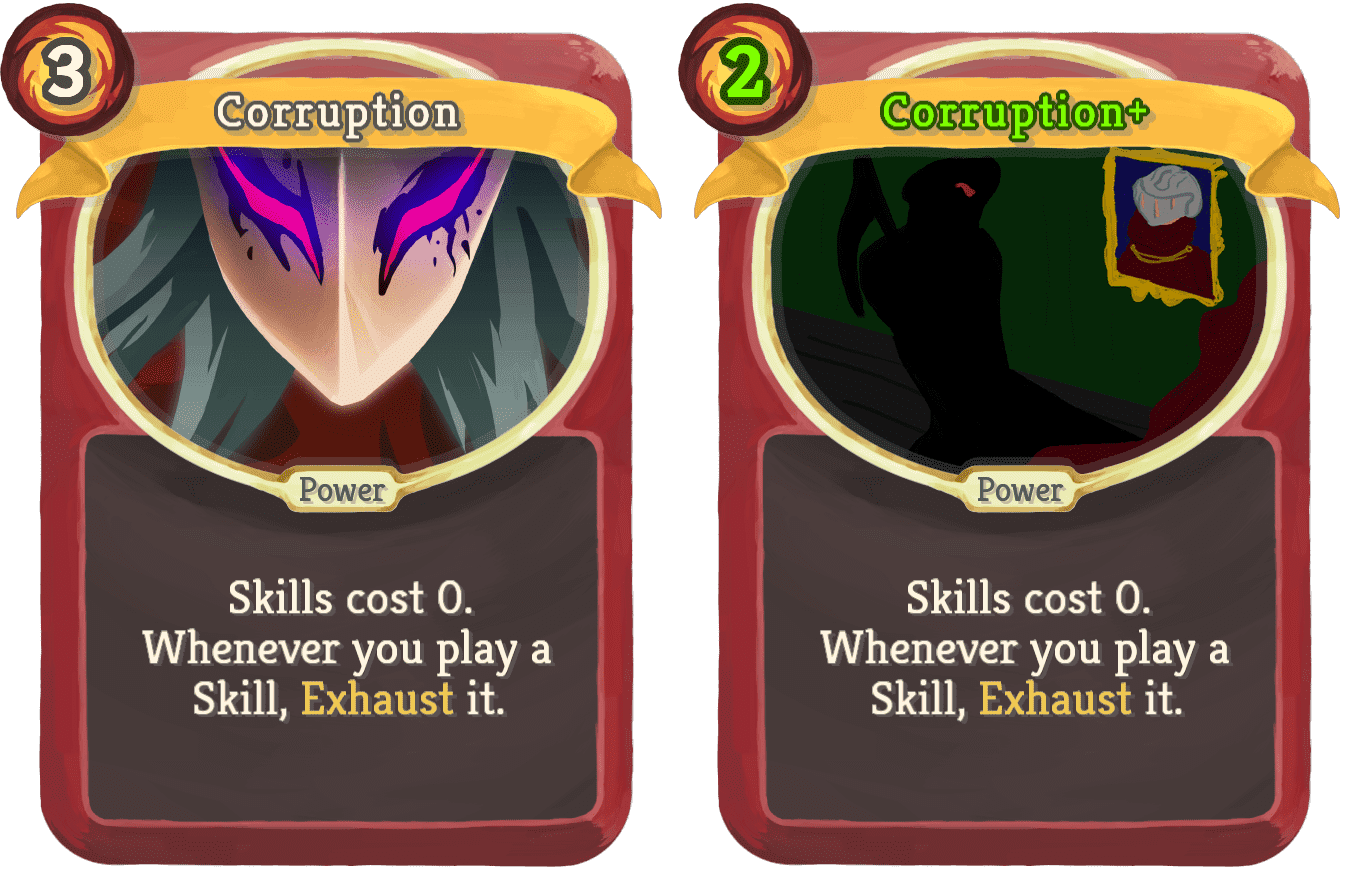 3
Corruption
Power
Skills cost 0.
Whenever you play a
Skill, Exhaust it.
2
Corruption+
Power
Skills cost 0.
Whenever you play a
Skill, Exhaust it.